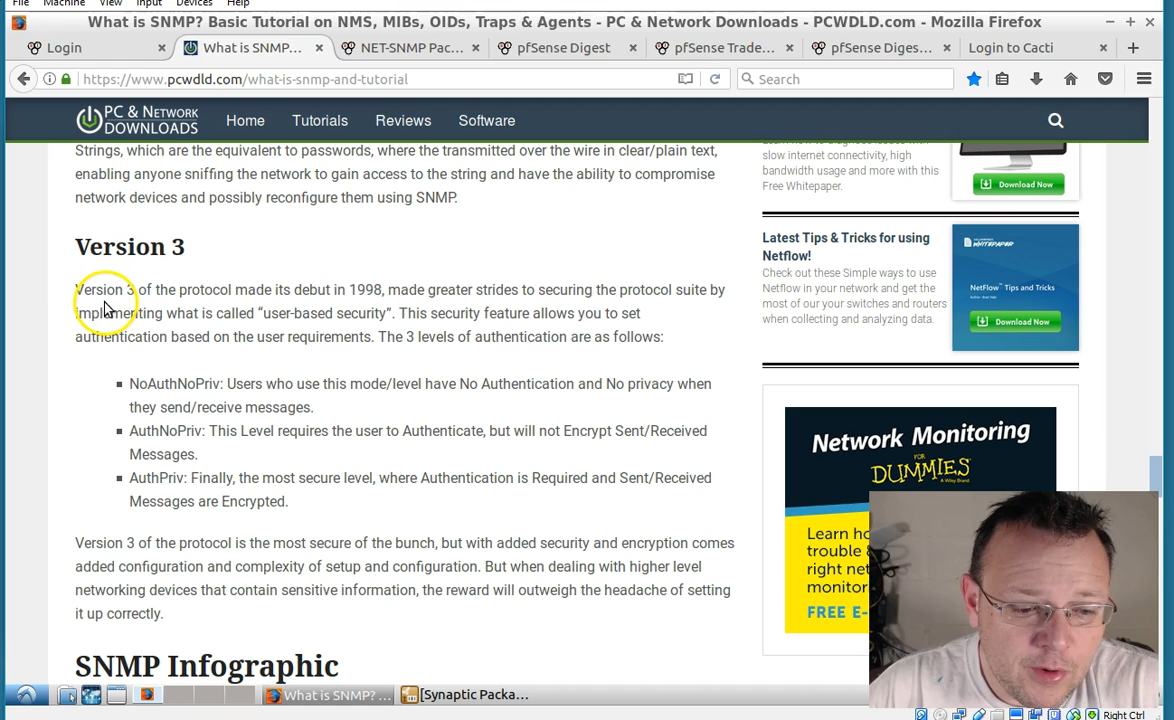 File Machine View Input Devices Help
What is SNMP? Basic Tutorial on NMS, MIBs, OIDs, Traps & Agents - PC & Network Downloads - PCWDLD.com - Mozilla Firefox
Login
What is SNMP...
NET-SNMP Pac...
pfSense Digest
pfSense Trade...
pfSense Diges...
Login to Cacti
https://www.pcwdld.com/what-is-snmp-and-tutorial
Search
PC & NETWORK
DOWNLOADS
Home Tutorials Reviews Software
Strings, which are the equivalent to passwords, where the transmitted over the wire in clear/plain text,
enabling anyone sniffing the network to gain access to the string and have the ability to compromise
network devices and possibly reconfigure them using SNMP.
Version 3
Version 3 of the protocol made its debut in 1998, made greater strides to securing the protocol suite by
implementing what is called “user-based security”. This security feature allows you to set
authentication based on the user requirements. The 3 levels of authentication are as follows:
NoAuthNoPriv: Users who use this mode/level have No Authentication and No privacy when
they send/receive messages.
AuthNoPriv: This Level requires the user to Authenticate, but will not Encrypt Sent/Received
Messages.
AuthPriv: Finally, the most secure level, where Authentication is Required and Sent/Received
Messages are Encrypted.
Version 3 of the protocol is the most secure of the bunch, but with added security and encryption comes
added configuration and complexity of setup and configuration. But when dealing with higher level
networking devices that contain sensitive information, the reward will outweigh the headache of setting
it up correctly.
SNMP Infographic
slow internet connectivity, high
bandwidth usage and more with this
Free Whitepaper.
Download Now
Latest Tips & Tricks for using
Netflow!
Check out these Simple ways to use
Netflow in your network and get the
most of our your switches and routers
when collecting and analyzing data.
WHITEPAPER
NetFlow™ Tips and Tricks
Download Now
Network Monitoring
FOR
DUMMIES
A Wiley Brand
Learn ho
trouble
right net
monitor
FREE E-
What is SNMP? ...
[Synaptic Packa...
Right Ctrl